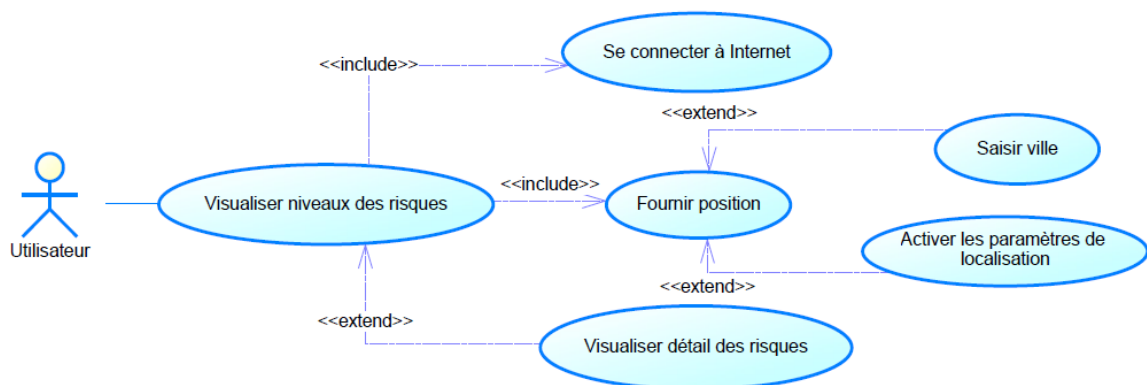 Se connecter à Internet
<<include>>
<<extend>>
Saisir ville
<<include>>
Visualiser niveaux des risques
Fournir position
Utilisateur
Activer les paramètres de
localisation
<<extend>>
<<extend>>
Visualiser détail des risques